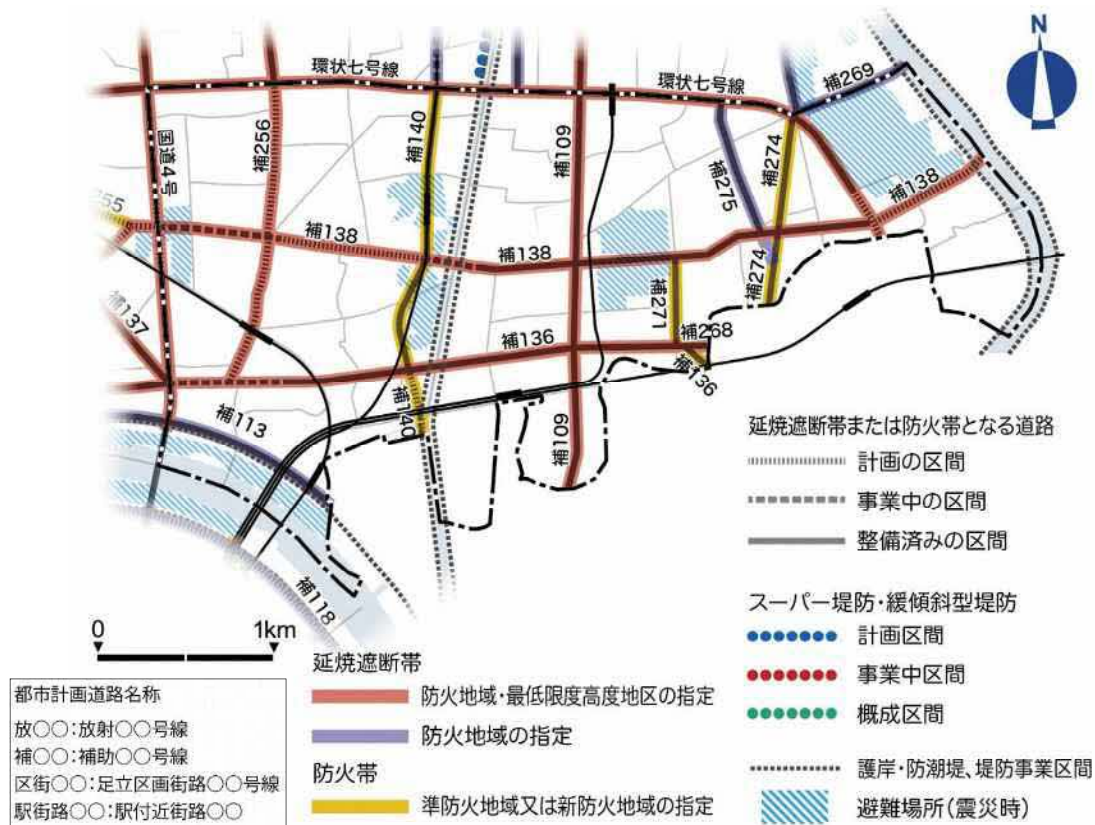 N
環状七号線
環状七号線
補269
国道4号
補256
補140
補109
補275
補274
補138
55
補138
補138
補274
補271
補137
補136
補268
補136
補113
補140
補109
補118
0 1km
都市計画道路名称
放○○:放射○○号線
補○○:補助○○号線
区街○○:足立区画街路○○号線
駅街路○○:駅付近街路○○
延焼遮断帯
防火地域・最低限度高度地区の指定
防火地域の指定
防火帯
準防火地域又は新防火地域の指定
延焼遮断帯または防火帯となる道路
計画の区間
事業中の区間
整備済みの区間
スーパー堤防・緩傾斜型堤防
計画区間
事業中区間
概成区間
護岸・防潮堤、堤防事業区間
避難場所(震災時)